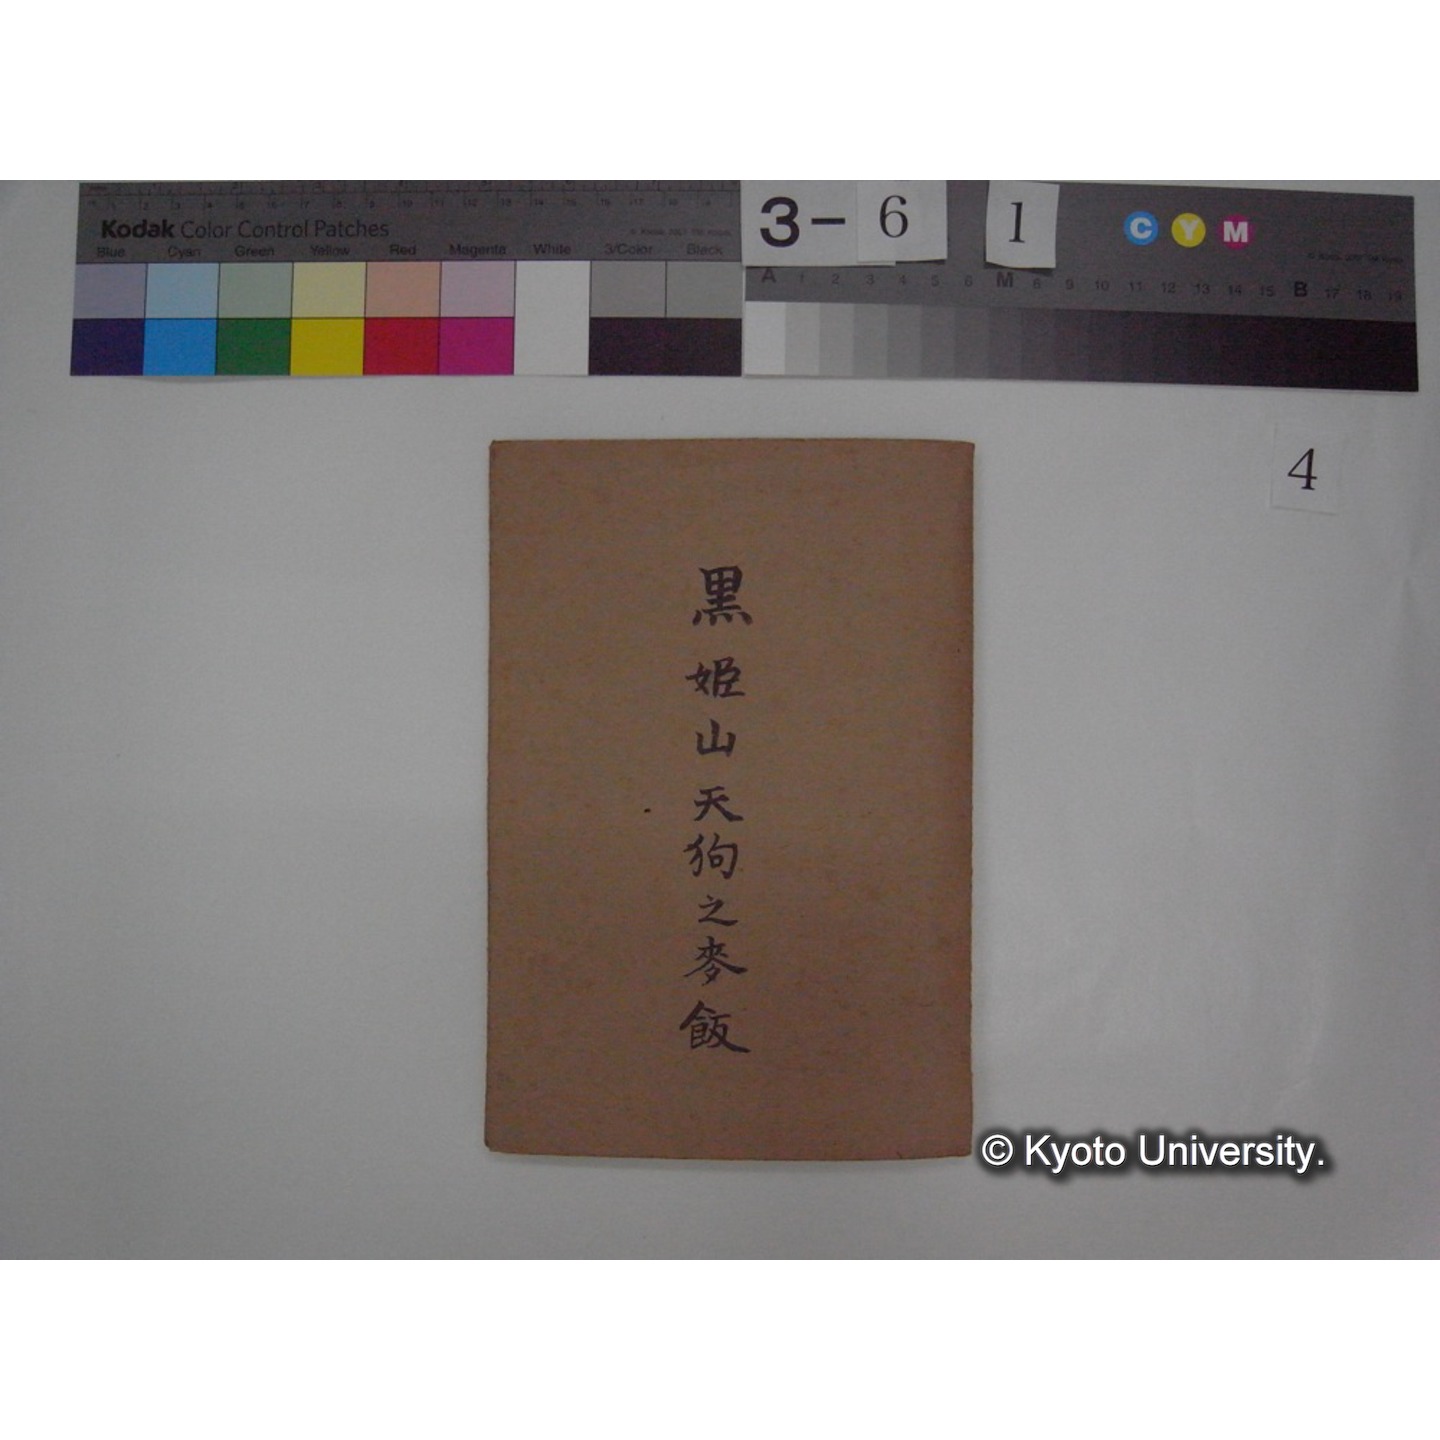 Kodak Color Control Patches
Blue Cyan Green Yellow Red Magenta White 3/Color Black
3- 6 1
C Y M
A 1 2 3 4 5 6 M 8 9 10 11 12 13 14 15 B 17 18 19
4
黒姫山天狗之麥飯
© Kyoto University.